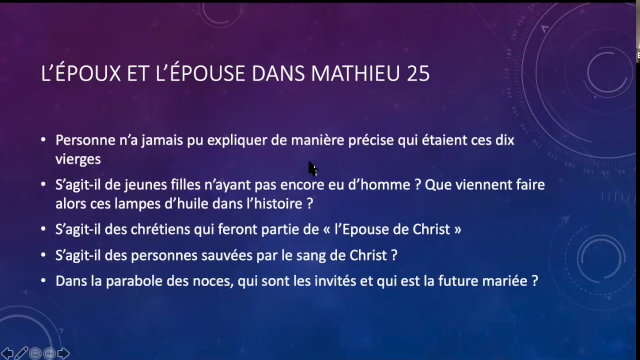 L'ÉPOUX ET L'ÉPOUSE DANS MATHIEU 25
• Personne n'a jamais pu expliquer de manière précise qui étaient ces dix
vierges
• S'agit-il de jeunes filles n'ayant pas encore eu d'homme ? Que viennent faire
alors ces lampes d'huile dans l'histoire ?
• S'agit-il des chrétiens qui feront partie de « l'Epouse de Christ »
• S'agit-il des personnes sauvées par le sang de Christ ?
• Dans la parabole des noces, qui sont les invités et qui est la future mariée ?